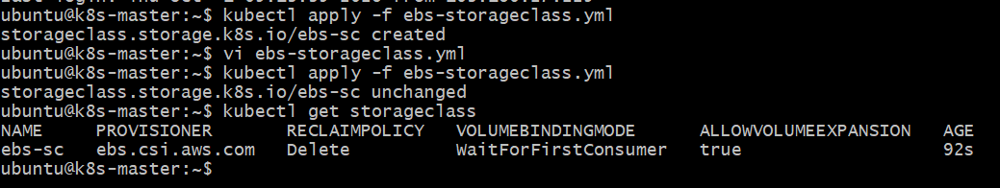 ubuntu@k8s-master:~$ kubectl apply -f ebs-storageclass.yml
storageclass.storage.k8s.io/ebs-sc created
ubuntu@k8s-master:~$ vi ebs-storageclass.yml
ubuntu@k8s-master:~$ kubectl apply -f ebs-storageclass.yml
storageclass.storage.k8s.io/ebs-sc unchanged
ubuntu@k8s-master:~$ kubectl get storageclass
NAME PROVISIONER RECLAIMPOLICY VOLUMEBINDINGMODE ALLOWVOLUMEEXPANSION AGE
ebs-sc ebs.csi.aws.com Delete WaitForFirstConsumer true 92s
ubuntu@k8s-master:~$